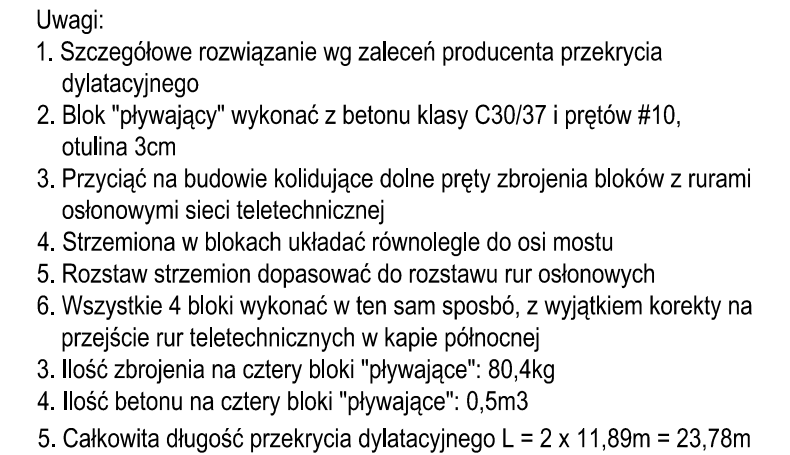 Uwagi:
1. Szczegółowe rozwiązanie wg zaleceń producenta przekrycia
dylatacyjnego
2. Blok "pływający" wykonać z betonu klasy C30/37 i prętów #10,
otulina 3cm
3. Przyciąć na budowie kolidujące dolne pręty zbrojenia bloków z rurami
osłonowymi sieci teletechnicznej
4. Strzemiona w blokach układać równolegle do osi mostu
5. Rozstaw strzemion dopasować do rozstawu rur osłonowych
6. Wszystkie 4 bloki wykonać w ten sam sposbó, z wyjątkiem korekty na
przejście rur teletechnicznych w kapie północnej
3. Ilość zbrojenia na cztery bloki "pływające": 80,4kg
4. Ilość betonu na cztery bloki "pływające": 0,5m3
5. Całkowita długość przekrycia dylatacyjnego L = 2 x 11,89m = 23,78m